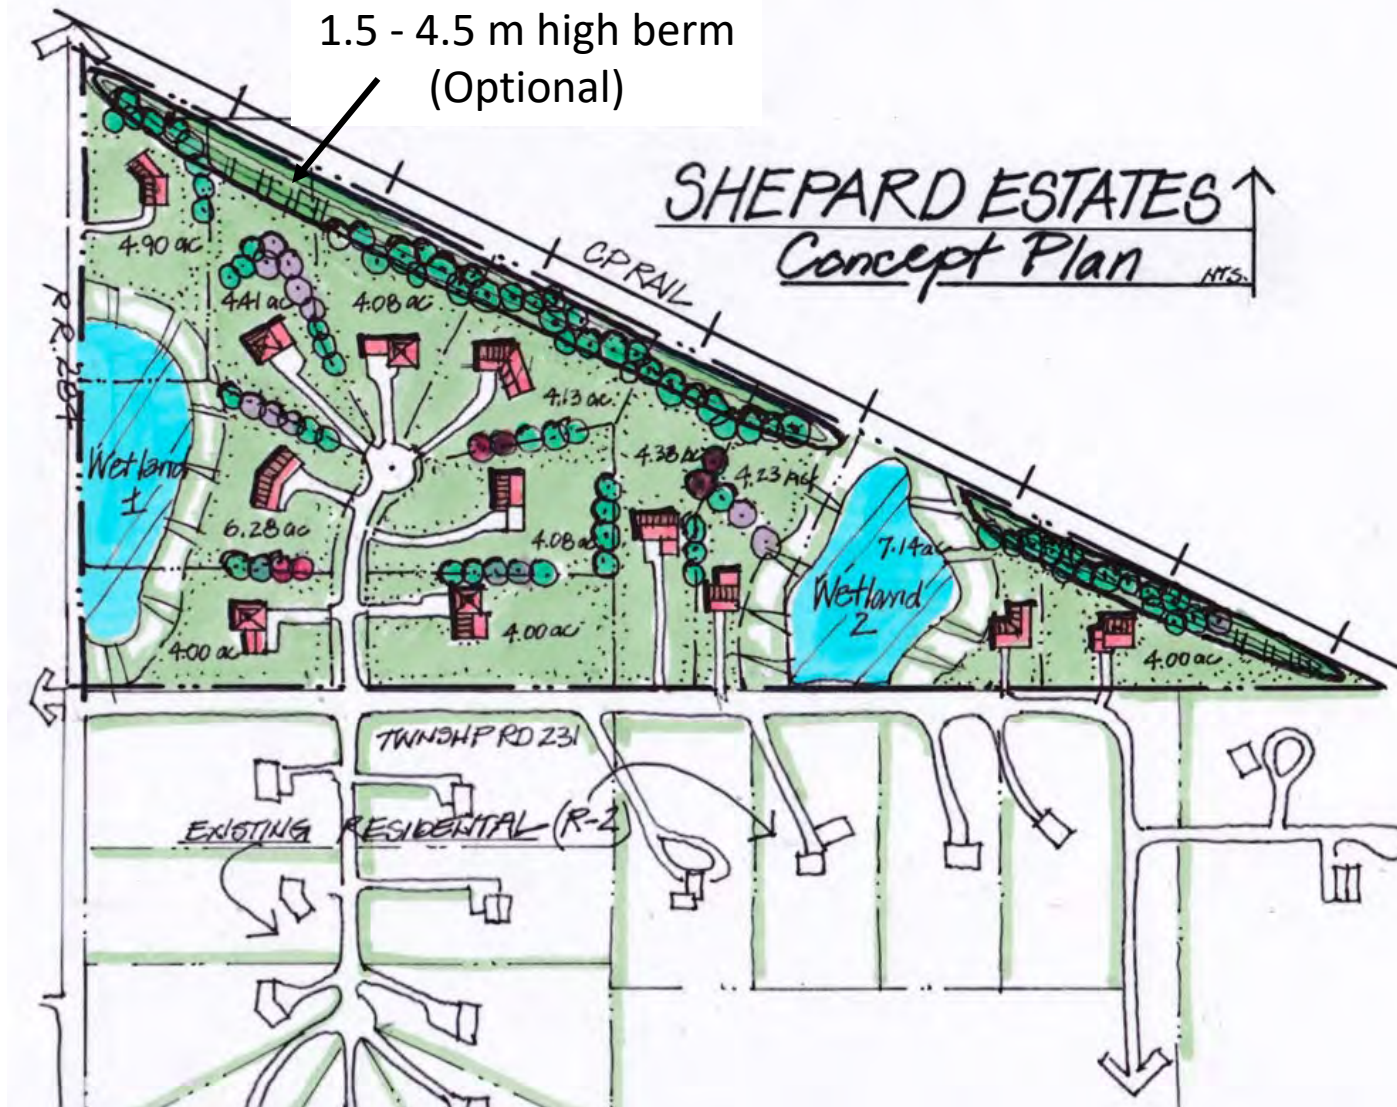 1.5 - 4.5 m high berm
(Optional)
SHEPARD ESTATES
Concept Plan
NTS.
CP RAIL
4.90 ac
4.41 ac
4.08 ac
4.13 ac.
4.38 ac
4.23 ac
Wetland
1
6.28 ac
4.08 ac
7.14 ac
Wetland
2
4.00 ac
4.00 ac
4.00 ac
R.R. 284
TWNSHP RD 231
EXISTING RESIDENITAL (R-2)